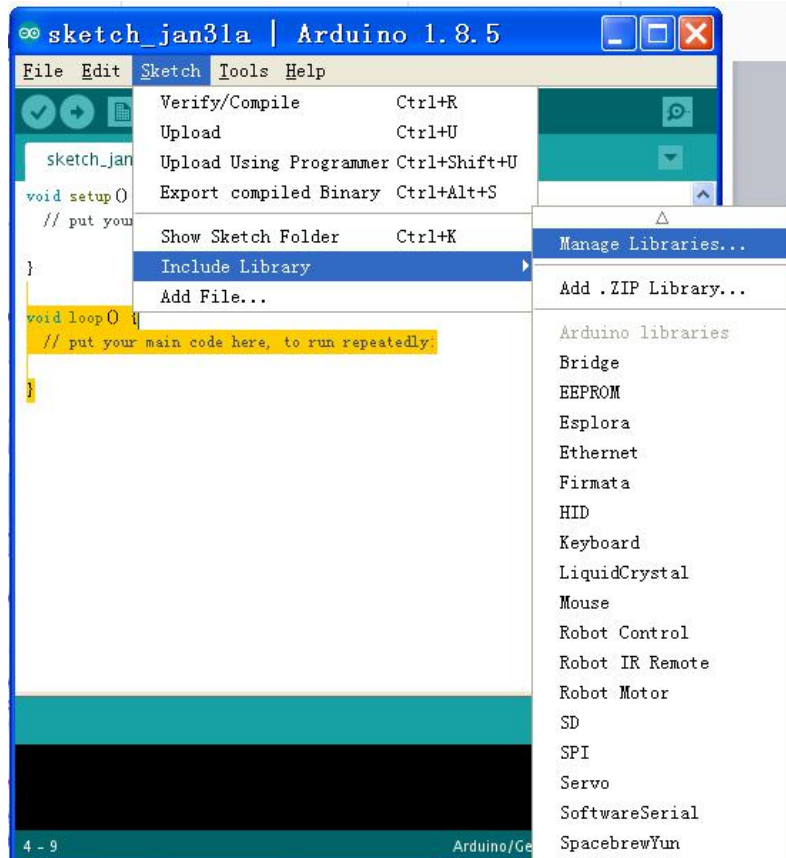 sketch_jan31a | Arduino 1.8.5
File Edit Sketch Tools Help
Verify/Compile Ctrl+R
Upload Ctrl+U
sketch_jan
Upload Using Programmer Ctrl+Shift+U
void setup()
Export compiled Binary Ctrl+Alt+S
// put your
Show Sketch Folder Ctrl+K
}
Include Library
Add File...
void loop() {
// put your main code here, to run repeatedly:
}
Manage Libraries...
Add .ZIP Library...
Arduino libraries
Bridge
EEPROM
Esplora
Ethernet
Firmata
HID
Keyboard
LiquidCrystal
Mouse
Robot Control
Robot IR Remote
Robot Motor
SD
SPI
Servo
SoftwareSerial
SpacebrewYun
4 - 9 Arduino/Ge